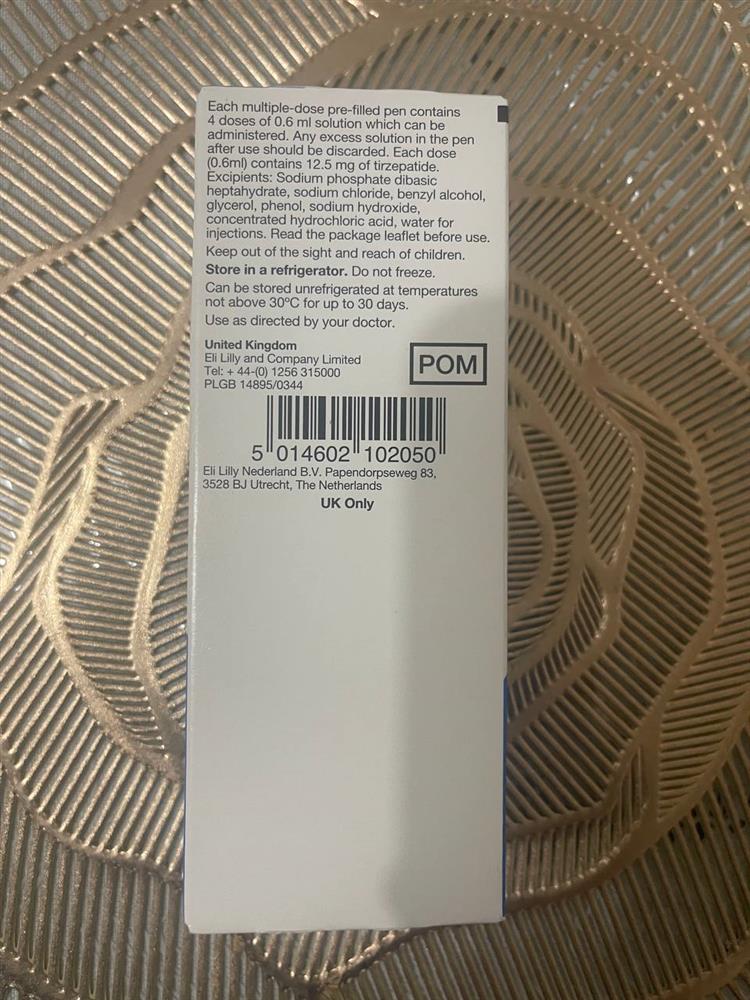 Each multiple-dose pre-filled pen contains
4 doses of 0.6 ml solution which can be
administered. Any excess solution in the pen
after use should be discarded. Each dose
(0.6ml) contains 12.5 mg of tirzepatide.
Excipients: Sodium phosphate dibasic
heptahydrate, sodium chloride, benzyl alcohol,
glycerol, phenol, sodium hydroxide,
concentrated hydrochloric acid, water for
injections. Read the package leaflet before use.
Keep out of the sight and reach of children.
Store in a refrigerator. Do not freeze.
Can be stored unrefrigerated at temperatures
not above 30ºC for up to 30 days.
Use as directed by your doctor.
United Kingdom
Eli Lilly and Company Limited
Tel: + 44-(0) 1256 315000
PLGB 14895/0344
POM
5 014602 102050
Eli Lilly Nederland B.V. Papendorpseweg 83,
3528 BJ Utrecht, The Netherlands
UK Only